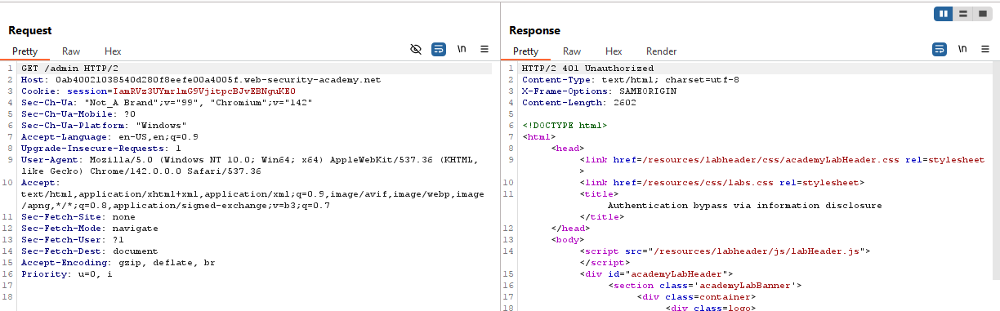 Request
Pretty Raw Hex
\n
1 GET /admin HTTP/2
2 Host: 0ab40021038540d280f8eefe00a4005f.web-security-academy.net
3 Cookie: session=IamRVz3UYmrlmG9VjitpcBJvEBNguKE0
4 Sec-Ch-Ua: "Not_A Brand";v="99", "Chromium";v="142"
5 Sec-Ch-Ua-Mobile: ?0
6 Sec-Ch-Ua-Platform: "Windows"
7 Accept-Language: en-US,en;q=0.9
8 Upgrade-Insecure-Requests: 1
9 User-Agent: Mozilla/5.0 (Windows NT 10.0; Win64; x64) AppleWebKit/537.36 (KHTML,
like Gecko) Chrome/142.0.0.0 Safari/537.36
10 Accept:
text/html,application/xhtml+xml,application/xml;q=0.9,image/avif,image/webp,image
/apng,*/*;q=0.8,application/signed-exchange;v=b3;q=0.7
11 Sec-Fetch-Site: none
12 Sec-Fetch-Mode: navigate
13 Sec-Fetch-User: ?1
14 Sec-Fetch-Dest: document
15 Accept-Encoding: gzip, deflate, br
16 Priority: u=0, i
17
18
Response
Pretty Raw Hex Render
\n
1 HTTP/2 401 Unauthorized
2 Content-Type: text/html; charset=utf-8
3 X-Frame-Options: SAMEORIGIN
4 Content-Length: 2602
5
6 <!DOCTYPE html>
7 <html>
8 <head>
9 <link href=/resources/labheader/css/academyLabHeader.css rel=stylesheet
>
10 <link href=/resources/css/labs.css rel=stylesheet>
11 <title>
Authentication bypass via information disclosure
</title>
12 </head>
13 <body>
14 <script src="/resources/labheader/js/labHeader.js">
</script>
15 <div id="academyLabHeader">
16 <section class='academyLabBanner'>
17 <div class=container>
18 <div class=logo>